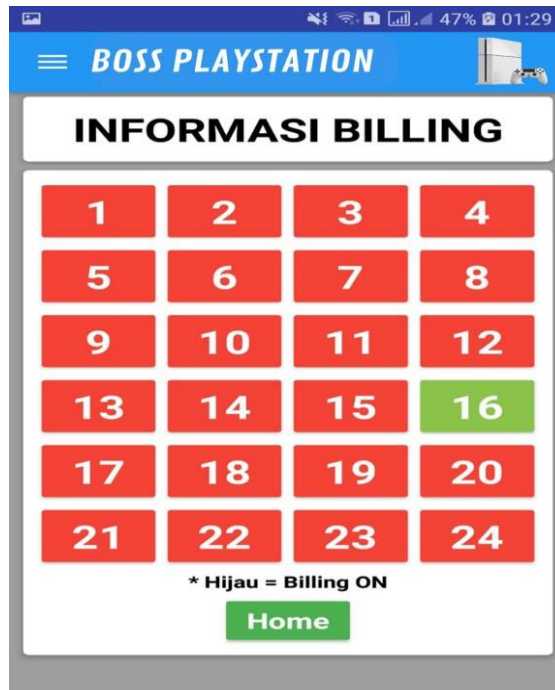 47% 01:29
BOSS PLAYSTATION
INFORMASI BILLING
1 2 3 4
5 6 7 8
9 10 11 12
13 14 15 16
17 18 19 20
21 22 23 24
* Hijau = Billing ON
Home